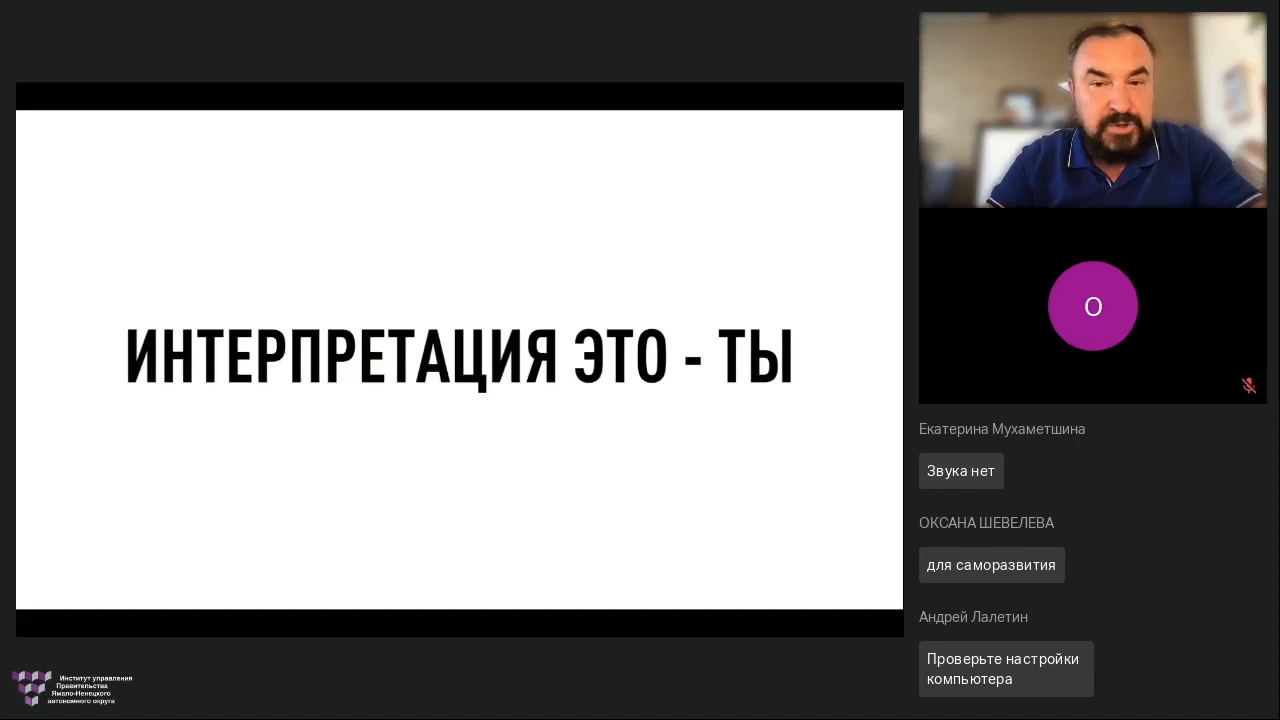 ИНТЕРПРЕТАЦИЯ ЭТО - ТЫ
О
Екатерина Мухаметшина
Звука нет
ОКСАНА ШЕВЕЛЕВА
для саморазвития
Андрей Лалетин
Проверьте настройки
компьютера
Институт управления
Правительства
Ямало-Ненецкого
автономного округа